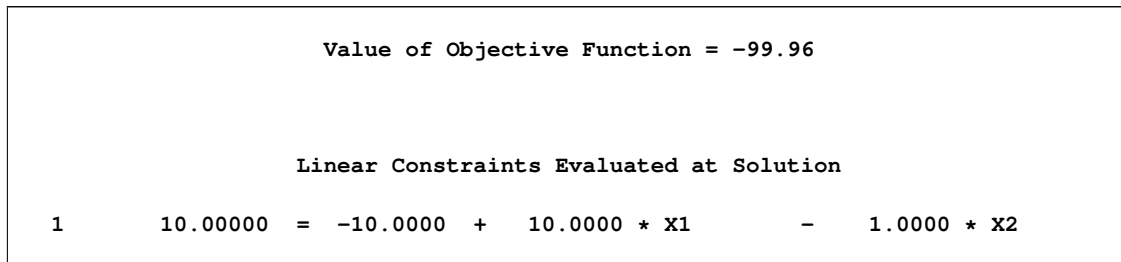 Value of Objective Function = -99.96
Linear Constraints Evaluated at Solution
1 10.00000 = -10.0000 + 10.0000 * X1 - 1.0000 * X2